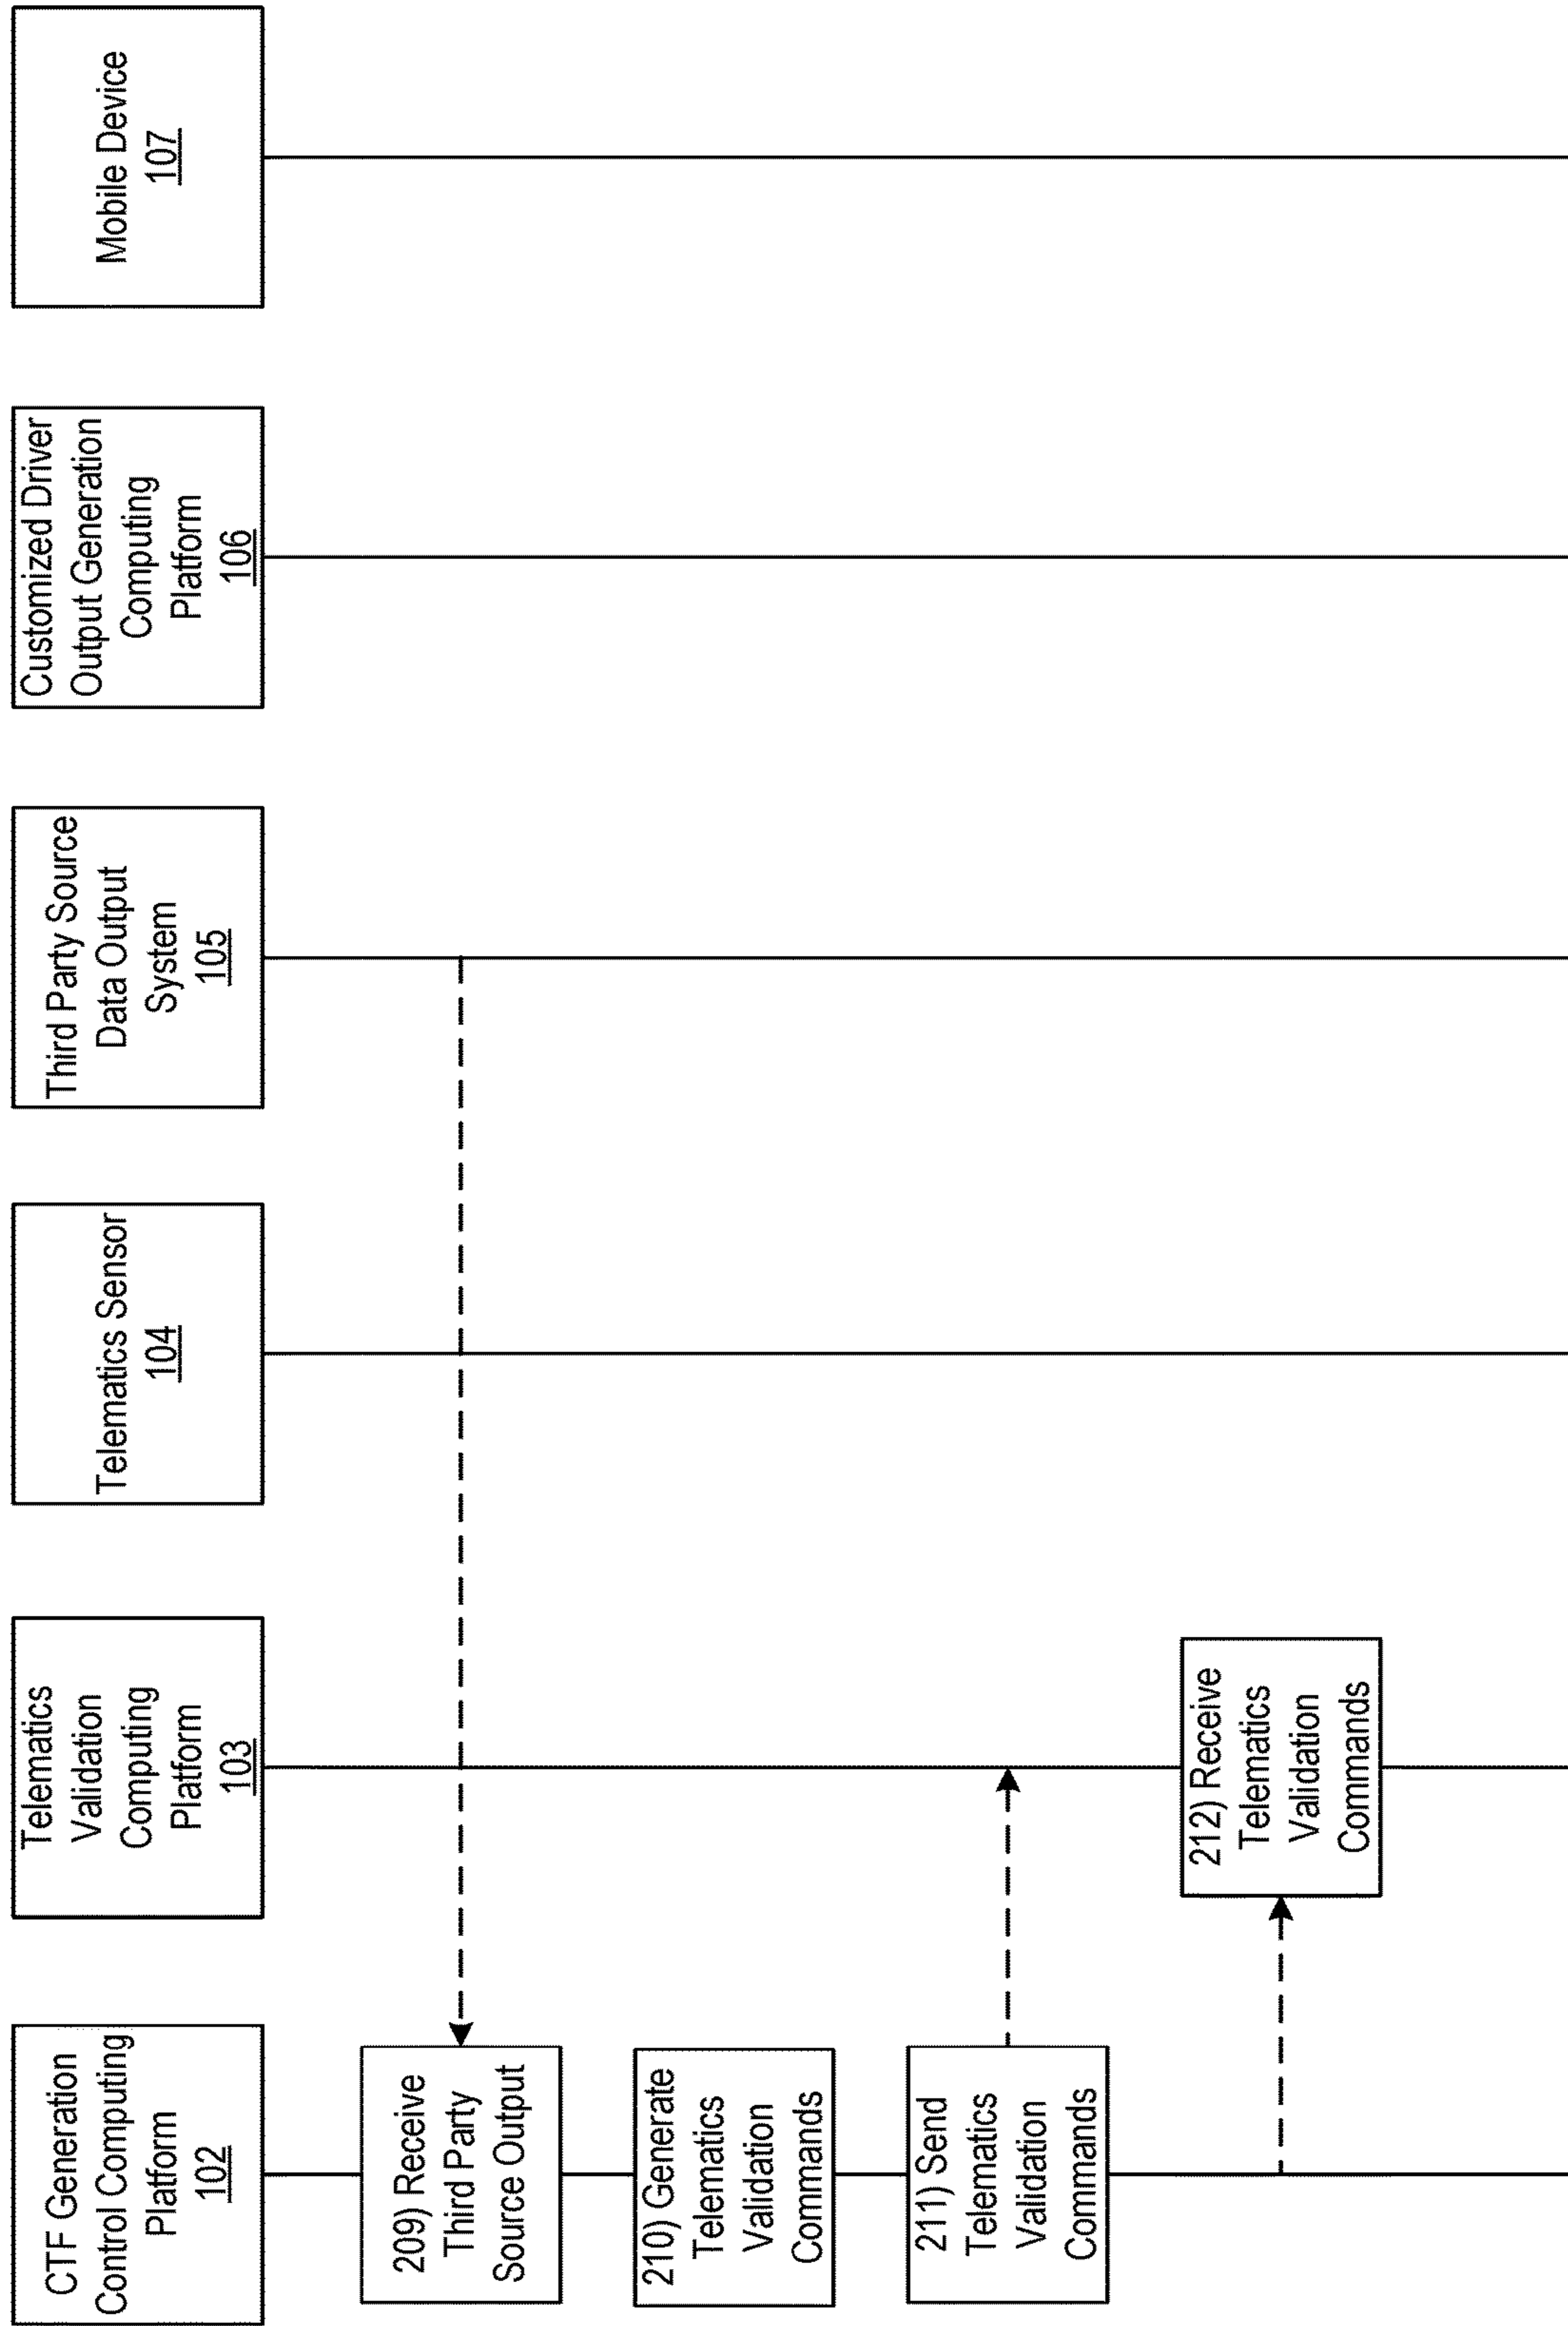 CTF Generation
Control Computing
Platform
102
Telematics
Validation
Computing
Platform
103
Telematics Sensor
104
Third Party Source
Data Output
System
105
Customized Driver
Output Generation
Computing
Platform
106
Mobile Device
107
209) Receive
Third Party
Source Output
210) Generate
Telematics
Validation
Commands
211) Send
Telematics
Validation
Commands
212) Receive
Telematics
Validation
Commands